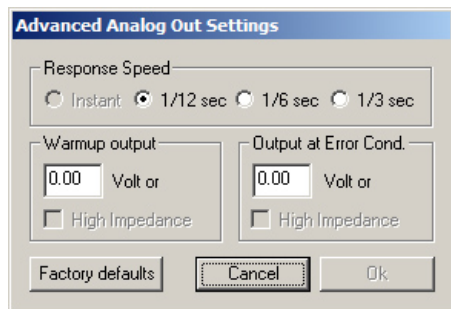 Advanced Analog Out Settings
Response Speed
Instant 1/12 sec 1/6 sec 1/3 sec
Warmup output
0.00 Volt or
High Impedance
Output at Error Cond.
0.00 Volt or
High Impedance
Factory defaults Cancel Ok